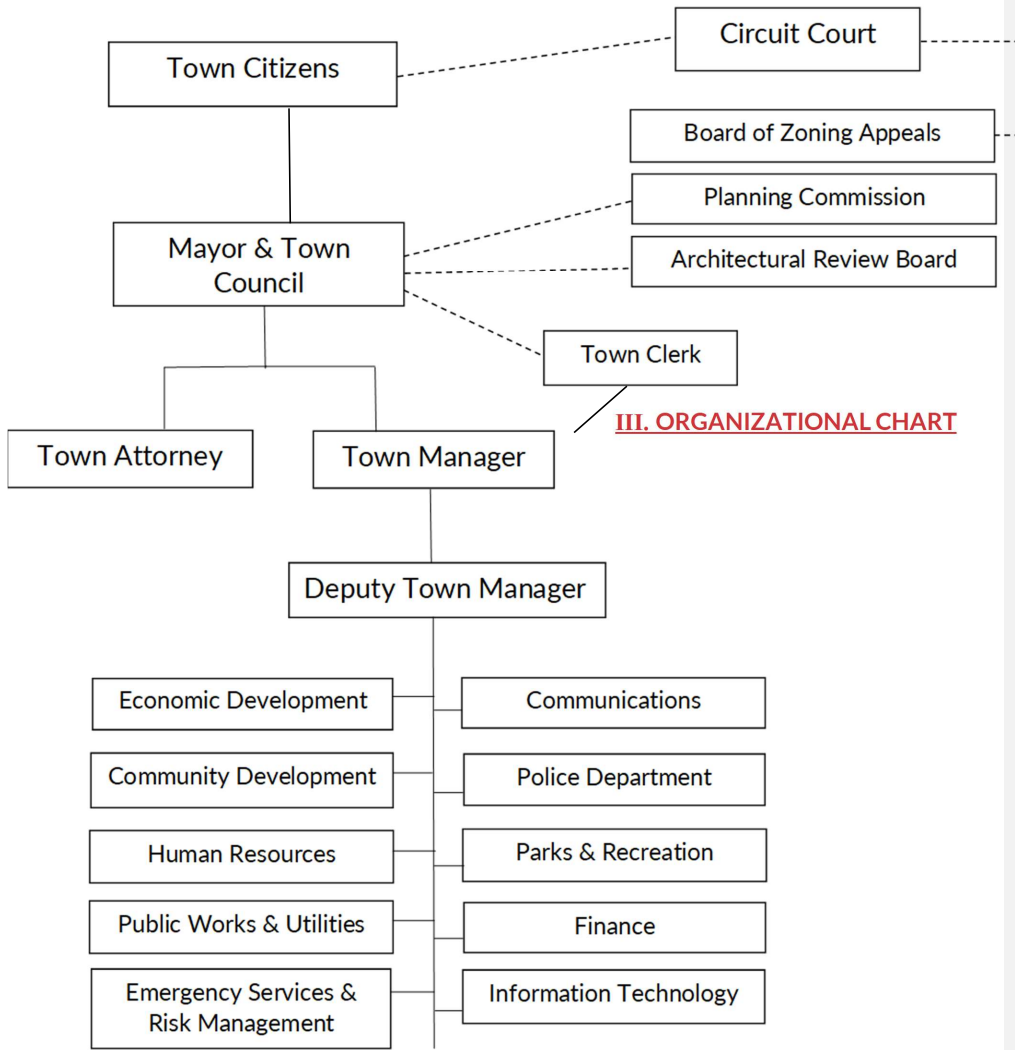 Circuit Court
Town Citizens
Board of Zoning Appeals
Planning Commission
Mayor & Town
Council
Architectural Review Board
Town Clerk
III. ORGANIZATIONAL CHART
Town Attorney
Town Manager
Deputy Town Manager
Economic Development
Communications
Community Development
Police Department
Human Resources
Parks & Recreation
Public Works & Utilities
Finance
Emergency Services &
Risk Management
Information Technology